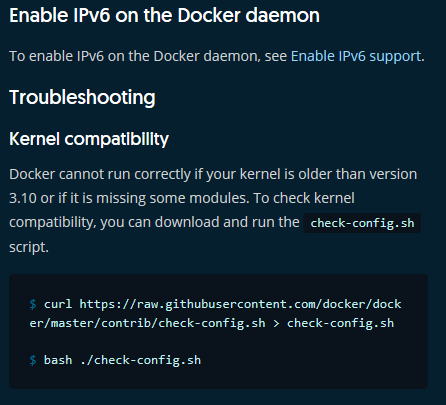 Enable IPv6 on the Docker daemon
To enable IPv6 on the Docker daemon, see Enable IPv6 support.
Troubleshooting
Kernel compatibility
Docker cannot run correctly if your kernel is older than version
3.10 or if it is missing some modules. To check kernel
compatibility, you can download and run the check-config.sh
script.
$ curl https://raw.githubusercontent.com/docker/dock
er/master/contrib/check-config.sh > check-config.sh
$ bash ./check-config.sh